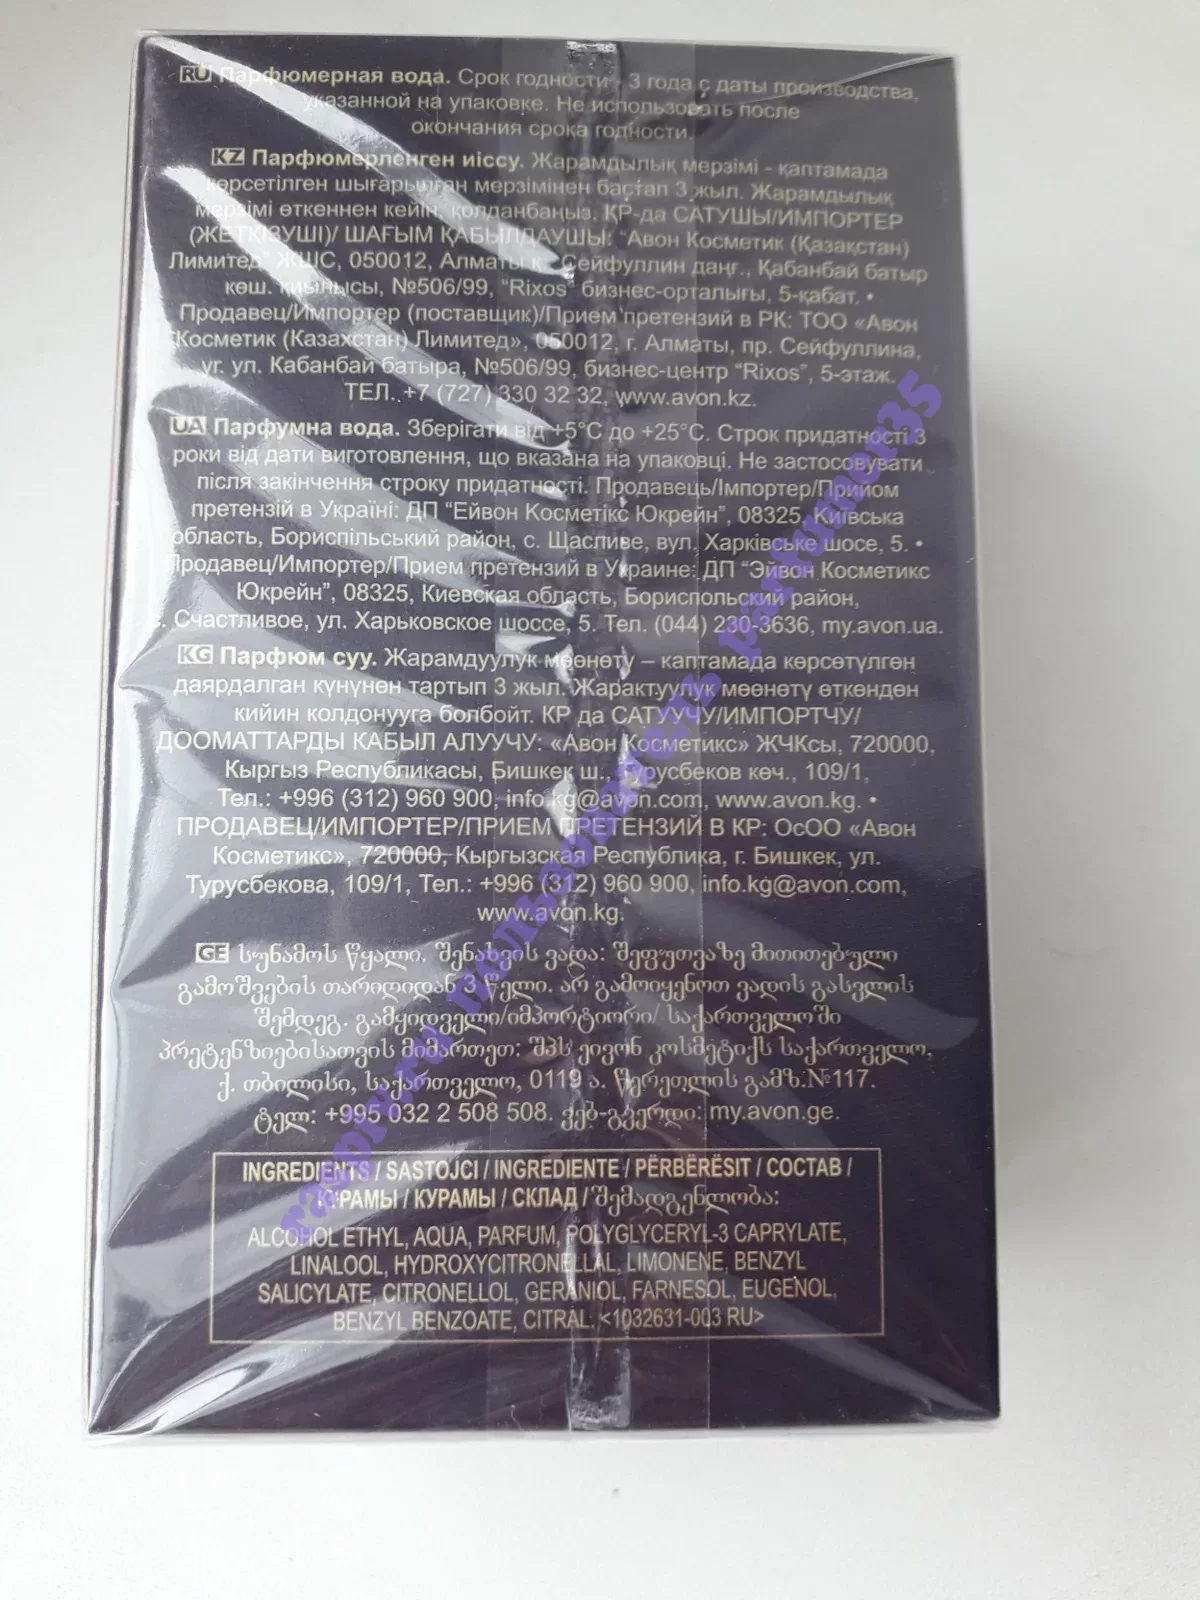 RU Парфюмерная вода. Срок годности - 3 года с даты производства,
указанной на упаковке. Не использовать после
окончания срока годности.
KZ Парфюмерленген иіссу. Жарамдылық мерзімі - қаптамада
көрсетілген шығарылған мерзімінен бастап 3 жыл. Жарамдылық
мерзімі өткеннен кейін, қолданбаңыз. ҚР-да САТУШЫ/ИМПОРТЕР
(ЖЕТКІЗУШІ)/ ШАҒЫМ ҚАБЫЛДАУШЫ: "Авон Косметик (Қазақстан)
Лимитед" ЖШС, 050012, Алматы к - Сейфуллин даңғ., Қабанбай батыр
көш. қиылысы, №506/99, "Rixos" бизнес-орталығы, 5-қабат. •
Продавец/Импортер (поставщик)/Прием претензий в РК: ТОО «Авон
Косметик (Казахстан) Лимитед», 050012, г. Алматы, пр. Сейфуллина,
уг. ул. Кабанбай батыра, №506/99, бизнес-центр "Rixos", 5-этаж.
ТЕЛ. +7 (727) 330 32 32, www.avon.kz.
UA Парфумна вода. Зберігати від +5°C до +25°C. Строк придатності 3
роки від дати виготовлення, що вказана на упаковці. Не застосовувати
після закінчення строку придатності. Продавець/Імпортер/Прийом
претензій в Україні: ДП "Ейвон Косметікс Юкрейн", 08325, Київська
область, Бориспільський район, с. Щасливе, вул. Харківське шосе, 5. •
Продавец/Импортер/Прием претензий в Украине: ДП "Эйвон Косметикс
Юкрейн", 08325, Киевская область, Бориспольский район,
с. Счастливое, ул. Харьковское шоссе, 5. Тел. (044) 230-3636, my.avon.ua.
KG Парфюм суу. Жарамдуулук мөөнөтү – каптамада көрсөтүлгөн
даярдалган күнүнөн тартып 3 жыл. Жарактуулук мөөнөтү өткөндөн
кийин колдонууга болбойт. КР да САТУУЧУ/ИМПОРТЧУ/
ДООМАТТАРДЫ КАБЫЛ АЛУУЧУ: «Авон Косметикс» ЖЧКсы, 720000,
Кыргыз Республикасы, Бишкек ш., Турусбеков көч., 109/1,
Тел.: +996 (312) 960 900, info.kg@avon.com, www.avon.kg. •
ПРОДАВЕЦ/ИМПОРТЕР/ПРИЕМ ПРЕТЕНЗИЙ В КР: ОсОО «Авон
Косметикс», 720000, Кыргызская Республика, г. Бишкек, ул.
Турусбекова, 109/1, Тел.: +996 (312) 960 900, info.kg@avon.com,
www.avon.kg.
GE სუნამოს წყალი. შენახვის ვადა: შეფუთვაზე მითითებული
გამოშვების თარიღიდან 3 წელი. არ გამოიყენოთ ვადის გასვლის
შემდეგ. გამყიდველი/იმპორტიორი/ საქართველოში
პრეტენზიებისათვის მიმართეთ: შპს ეივონ კოსმეტიქს საქართველო,
ქ. თბილისი, საქართველო, 0119 ა. წერეთლის გამზ.№117.
ტელ: +995 032 2 508 508. ვებ-გვერდი: my.avon.ge.
INGREDIENTS / SASTOJCI / INGREDIENTE / PËRBËRËSIT / СОСТАВ /
ҚҰРАМЫ / КУРАМЫ / СКЛАД / შემადგენლობა:
ALCOHOL ETHYL, AQUA, PARFUM, POLYGLYCERYL-3 CAPRYLATE,
LINALOOL, HYDROXYCITRONELLAL, LIMONENE, BENZYL
SALICYLATE, CITRONELLOL, GERANIOL, FARNESOL, EUGENOL,
BENZYL BENZOATE, CITRAL. <1032631-003 RU>
raspiv.ru пользователь parfumer35